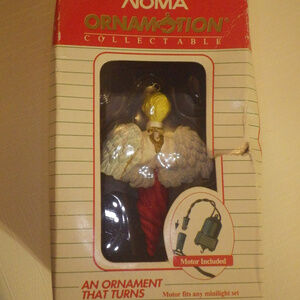 NOMA
ORNAMOTION
COLLECTABLE
Motor Included
AN ORNAMENT
THAT TURNS
Motor fits any minilight set